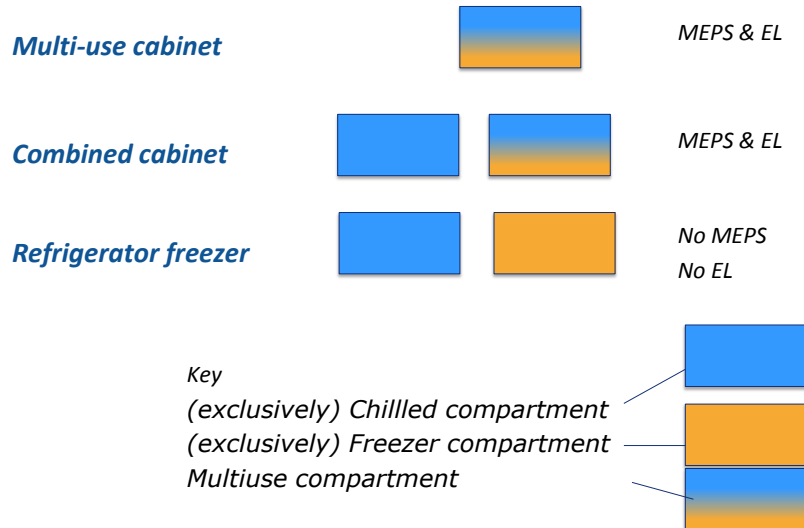 Multi-use cabinet
MEPS & EL
Combined cabinet
MEPS & EL
Refrigerator freezer
No MEPS
No EL
Key
(exclusively) Chillled compartment
(exclusively) Freezer compartment
Multiuse compartment